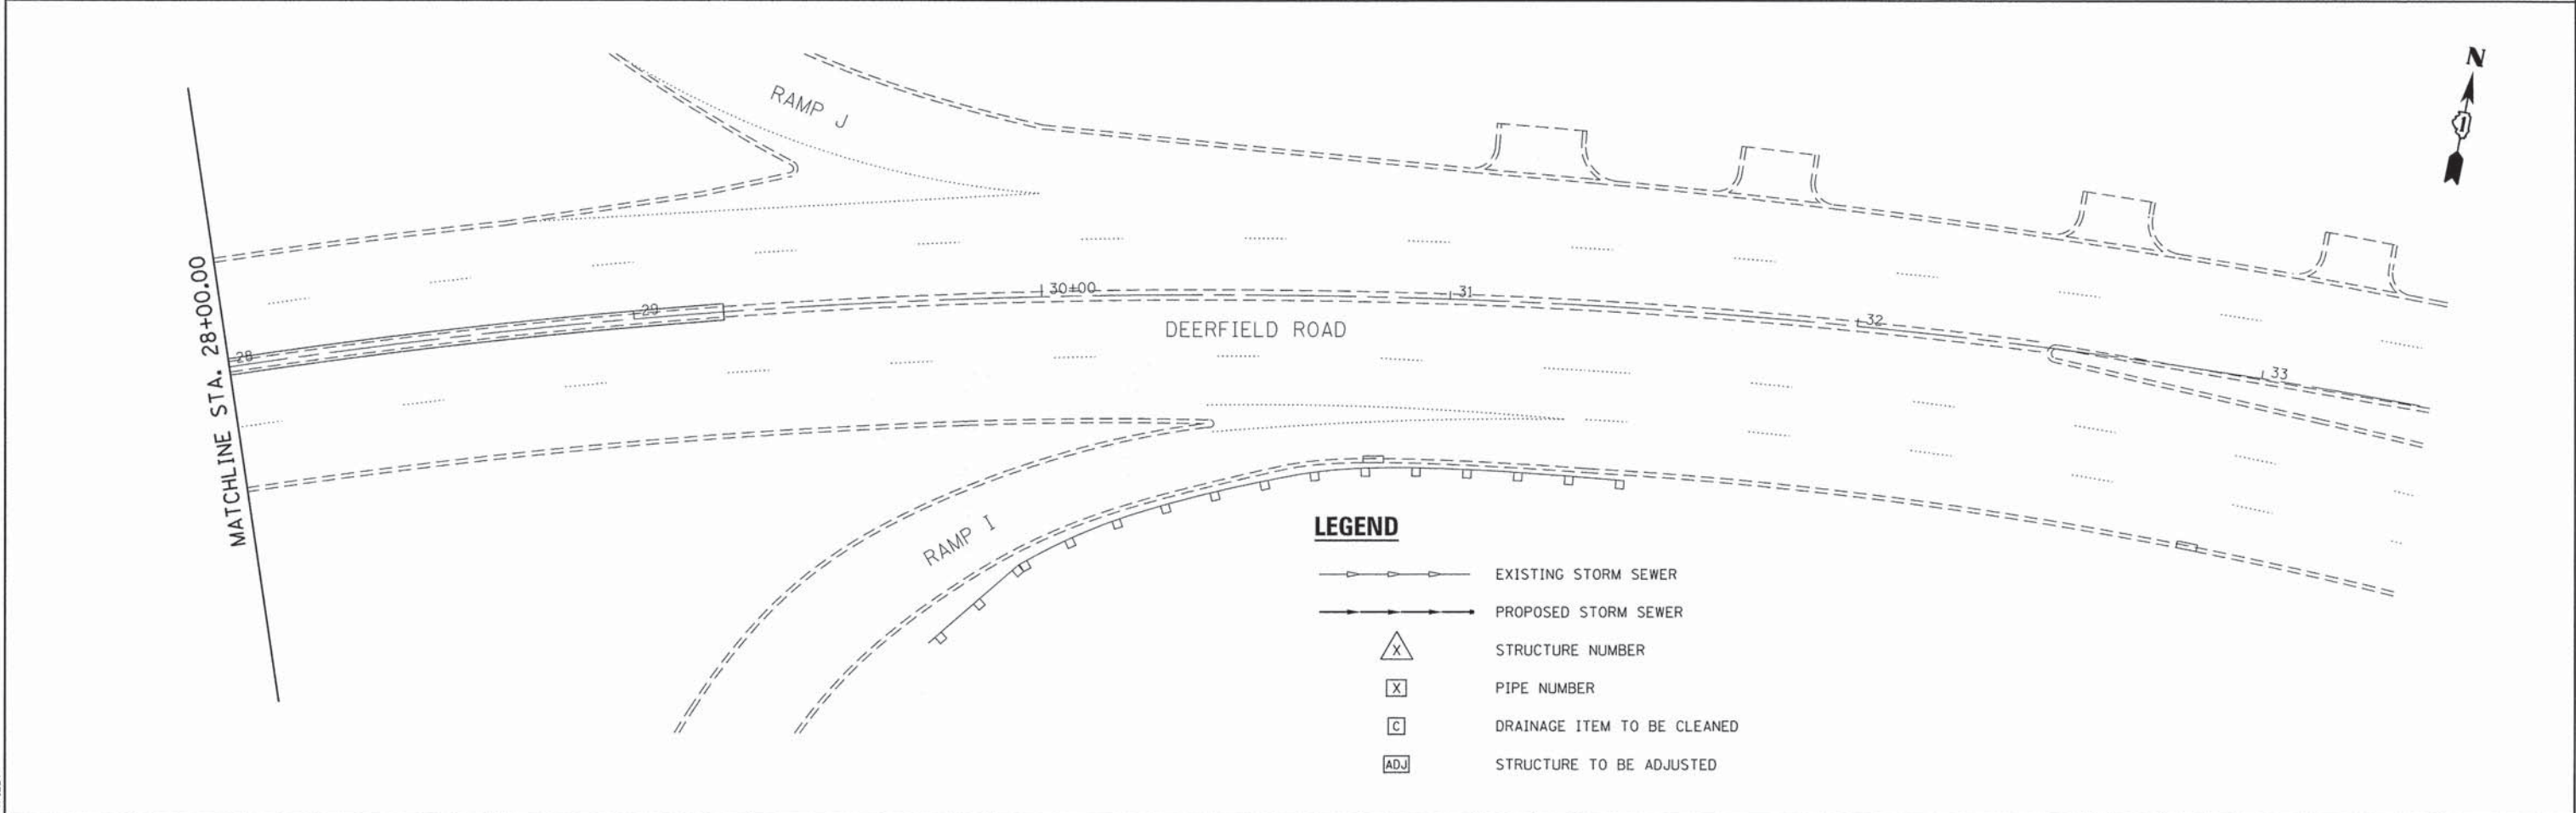 N
RAMP J
MATCHLINE STA. 28+00.00
28
29
30+00
31
32
33
DEERFIELD ROAD
RAMP I
LEGEND
EXISTING STORM SEWER
PROPOSED STORM SEWER
X STRUCTURE NUMBER
X PIPE NUMBER
C DRAINAGE ITEM TO BE CLEANED
ADJ STRUCTURE TO BE ADJUSTED